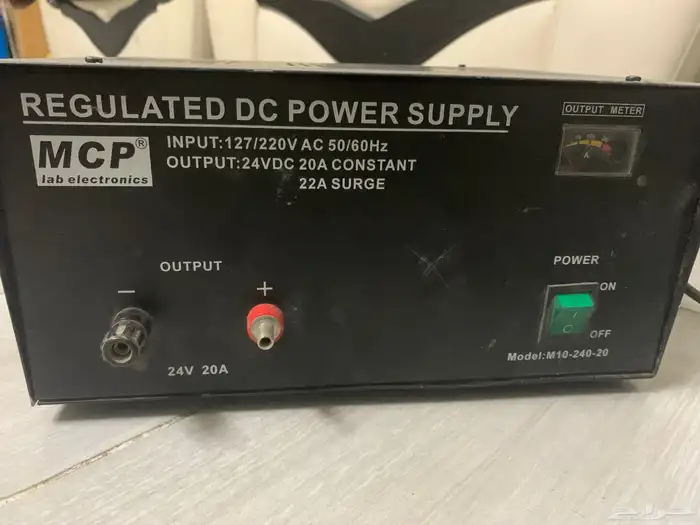 REGULATED DC POWER SUPPLY
OUTPUT METER
MCP®
lab electronics
INPUT:127/220V AC 50/60Hz
OUTPUT:24VDC 20A CONSTANT
22A SURGE
A
OUTPUT
POWER
− +
ON
I
O
OFF
24V 20A
Model:M10-240-20
حراج